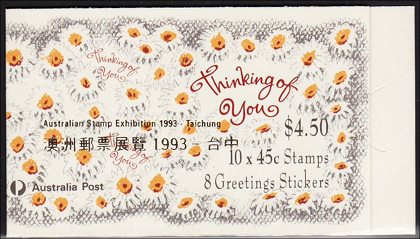 Thinking of
You
Thinking of
You
Australian Stamp Exhibition 1993 Taichung
澳洲郵票展覽 1993 - 台中
$4.50
10 x 45c Stamps
8 Greetings Stickers
Australia Post